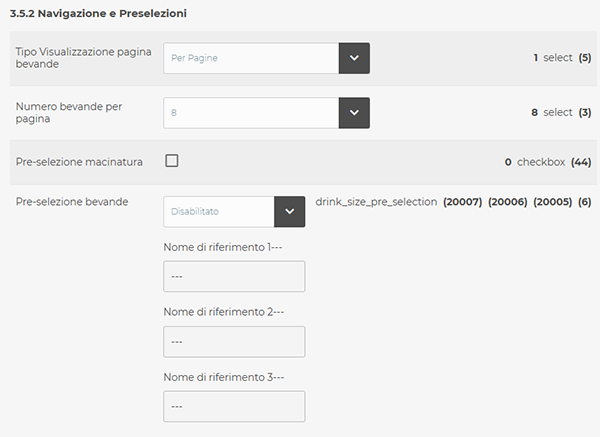 3.5.2 Navigazione e Preselezioni
Tipo Visualizzazione pagina
bevande
Per Pagine
1 select (5)
Numero bevande per
pagina
8
8 select (3)
Pre-selezione macinatura
0 checkbox (44)
Pre-selezione bevande
Disabilitato
drink_size_pre_selection (20007) (20006) (20005) (6)
Nome di riferimento 1---
---
Nome di riferimento 2---
---
Nome di riferimento 3---
---